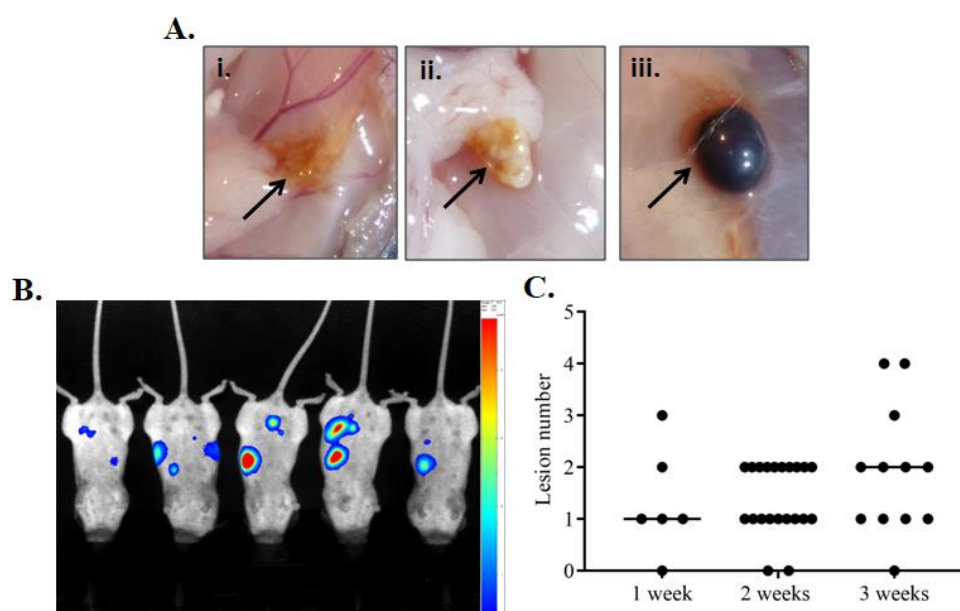 A.
i.
ii.
iii.
B.
C.
5
4
3
2
1
0
Lesion number
1 week
2 weeks
3 weeks